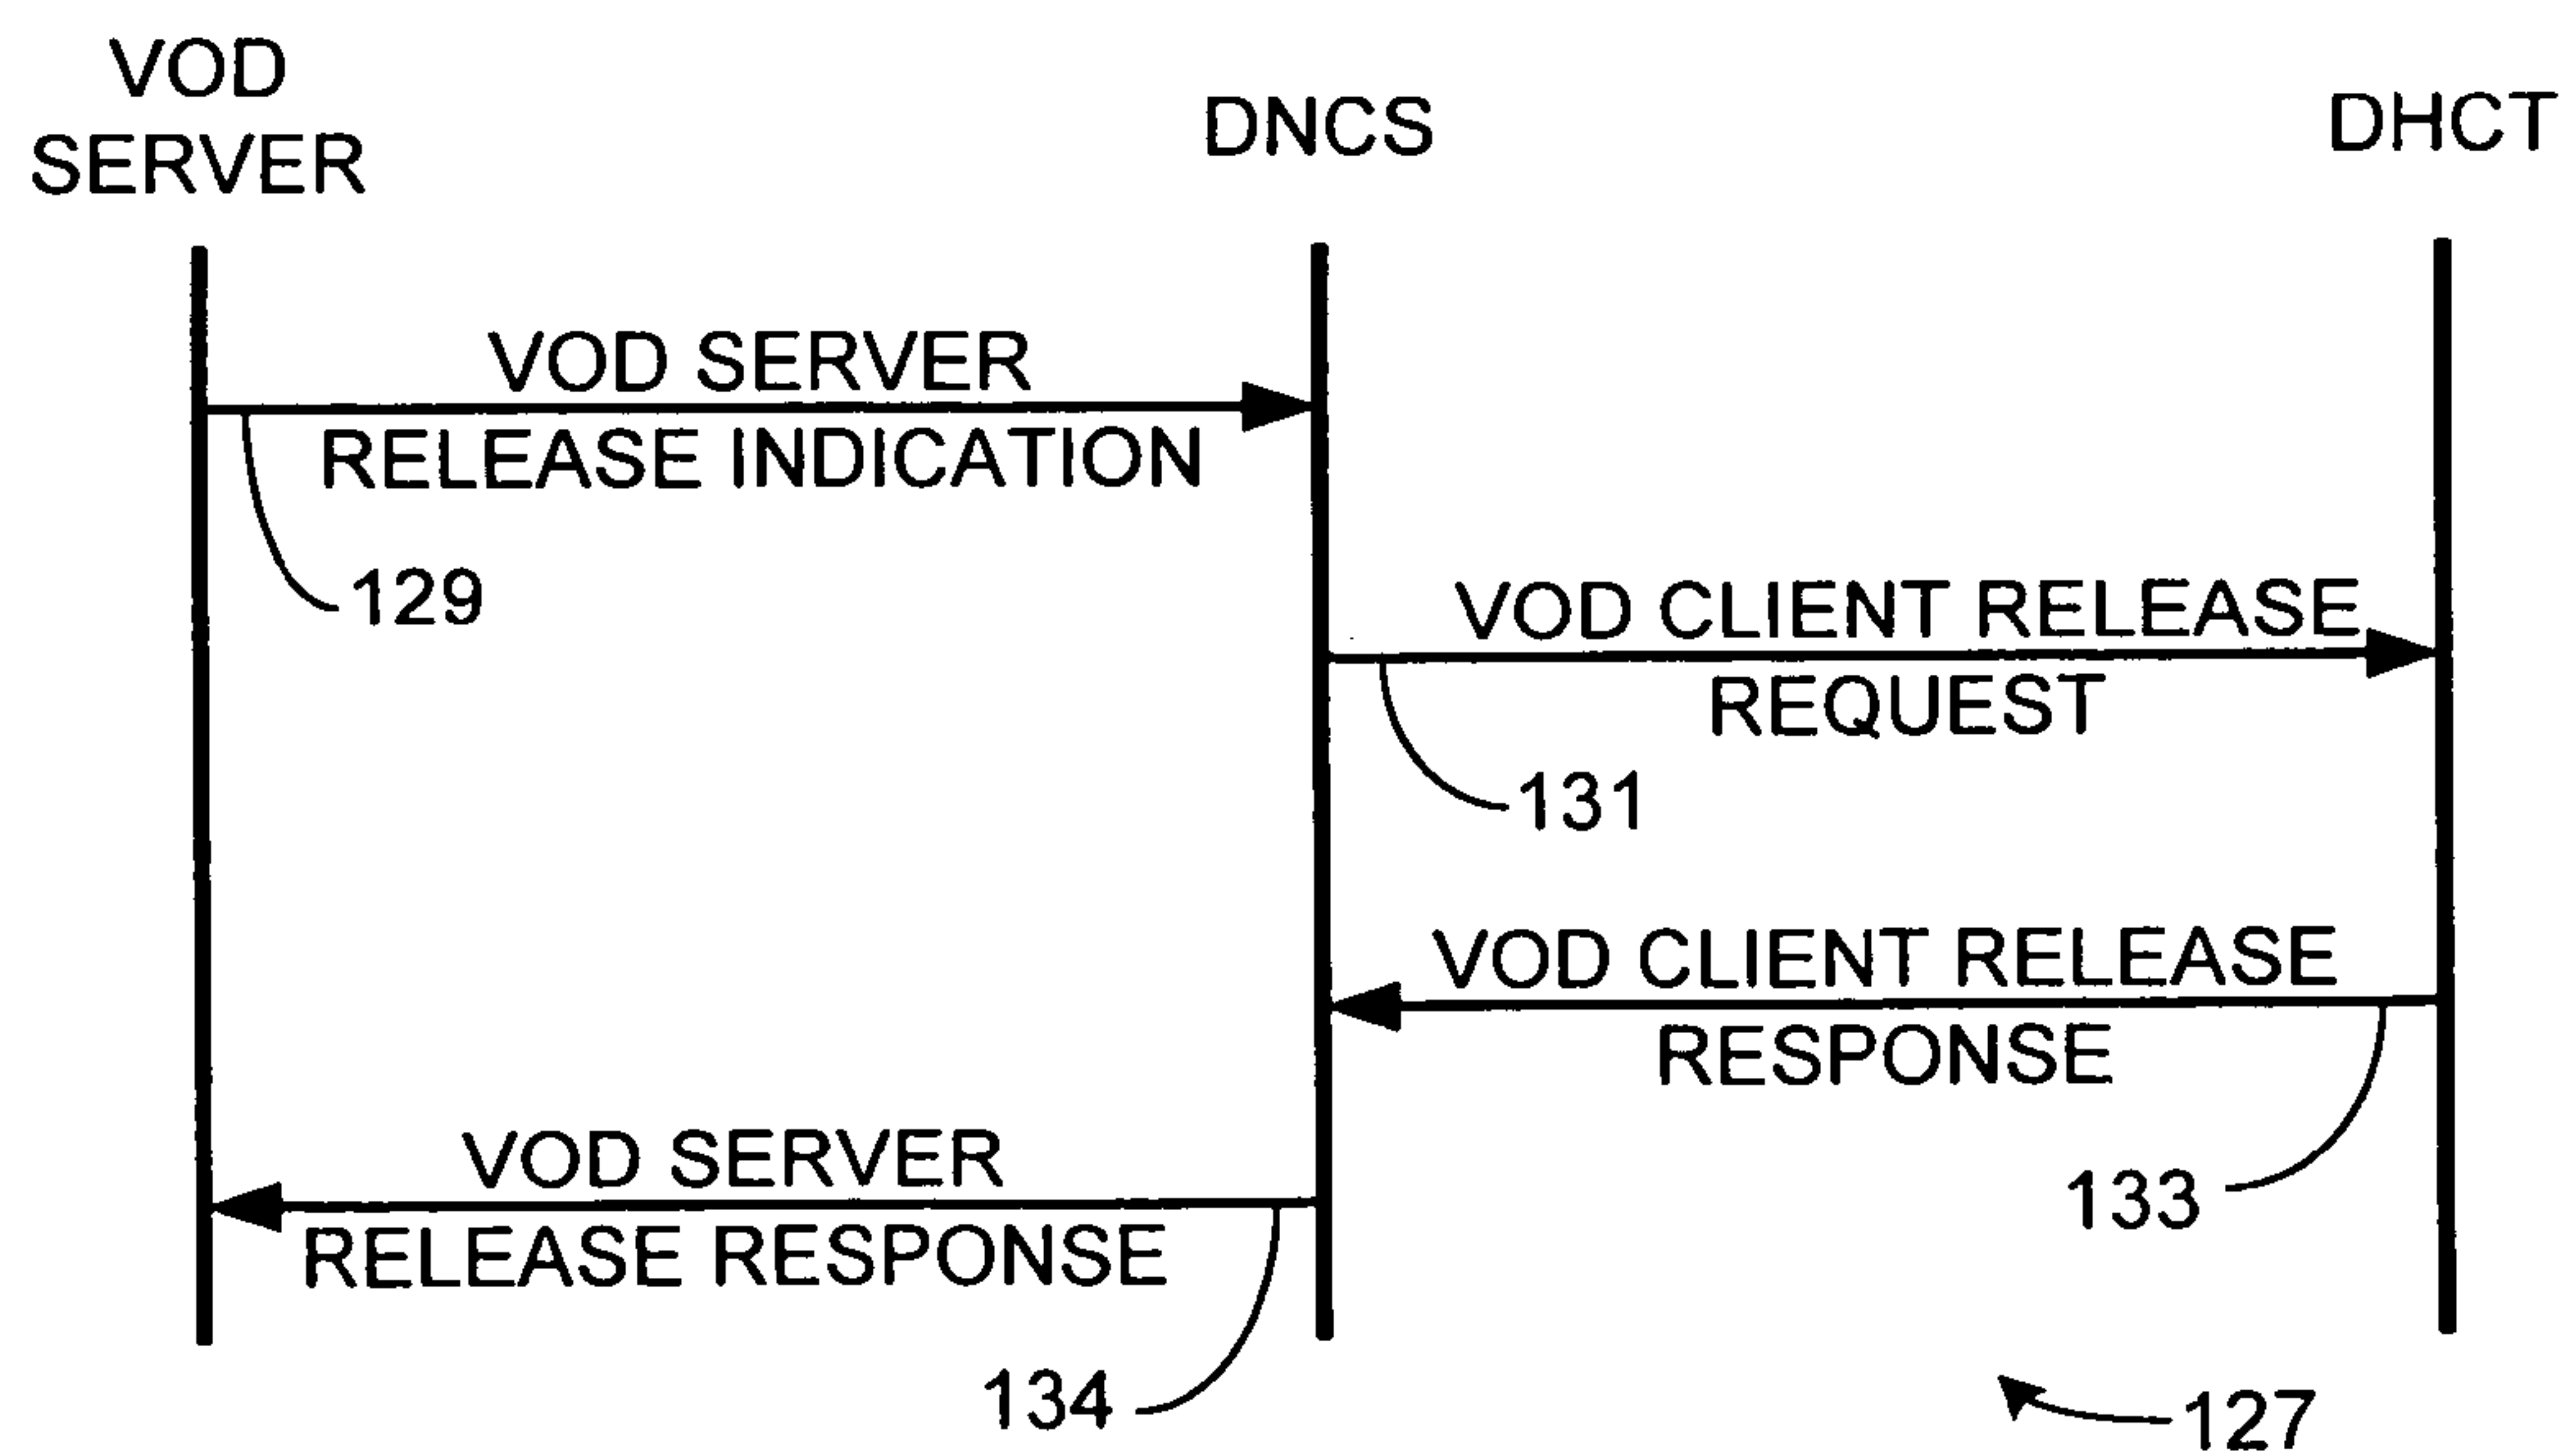 VOD
SERVER
DNCS
DHCT
VOD SERVER
RELEASE INDICATION
129
VOD CLIENT RELEASE
REQUEST
131
VOD CLIENT RELEASE
RESPONSE
133
VOD SERVER
RELEASE RESPONSE
134
127